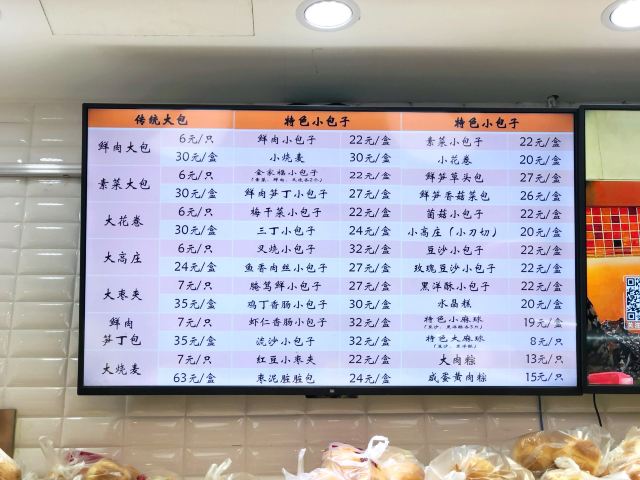 传统大包 特色小包子 特色小包子
鲜肉大包 6元/只 鲜肉小包子 22元/盒 素菜小包子 22元/盒
30元/盒 小烧麦 30元/盒 小花卷 20元/盒
素菜大包 6元/只 全家福小包子 22元/盒 鲜笋草头包 27元/盒
30元/盒 鲜肉笋丁小包子 27元/盒 鲜笋香菇菜包 26元/盒
大花卷 6元/只 梅干菜小包子 22元/盒 菌菇小包子 22元/盒
30元/盒 三丁小包子 24元/盒 小高庄(小刀切) 20元/盒
大高庄 6元/只 叉烧小包子 32元/盒 豆沙小包子 22元/盒
24元/盒 鱼香肉丝小包子 27元/盒 玫瑰豆沙小包子 22元/盒
大枣夹 7元/只 鲜小包子 27元/盒 黑洋酥小包子 22元/盒
35元/盒 鸡丁香肠小包子 30元/盒 水晶糕 20元/盒
鲜肉笋丁包 7元/只 虾仁香肠小包子 32元/盒 特色小麻球 19元/盒
35元/盒 流沙小包子 32元/盒 特色大麻球 8元/只
大烧麦 7元/只 红豆小枣夹 22元/盒 大肉粽 13元/只
63元/盒 枣泥脏脏包 24元/盒 咸蛋黄肉粽 15元/只